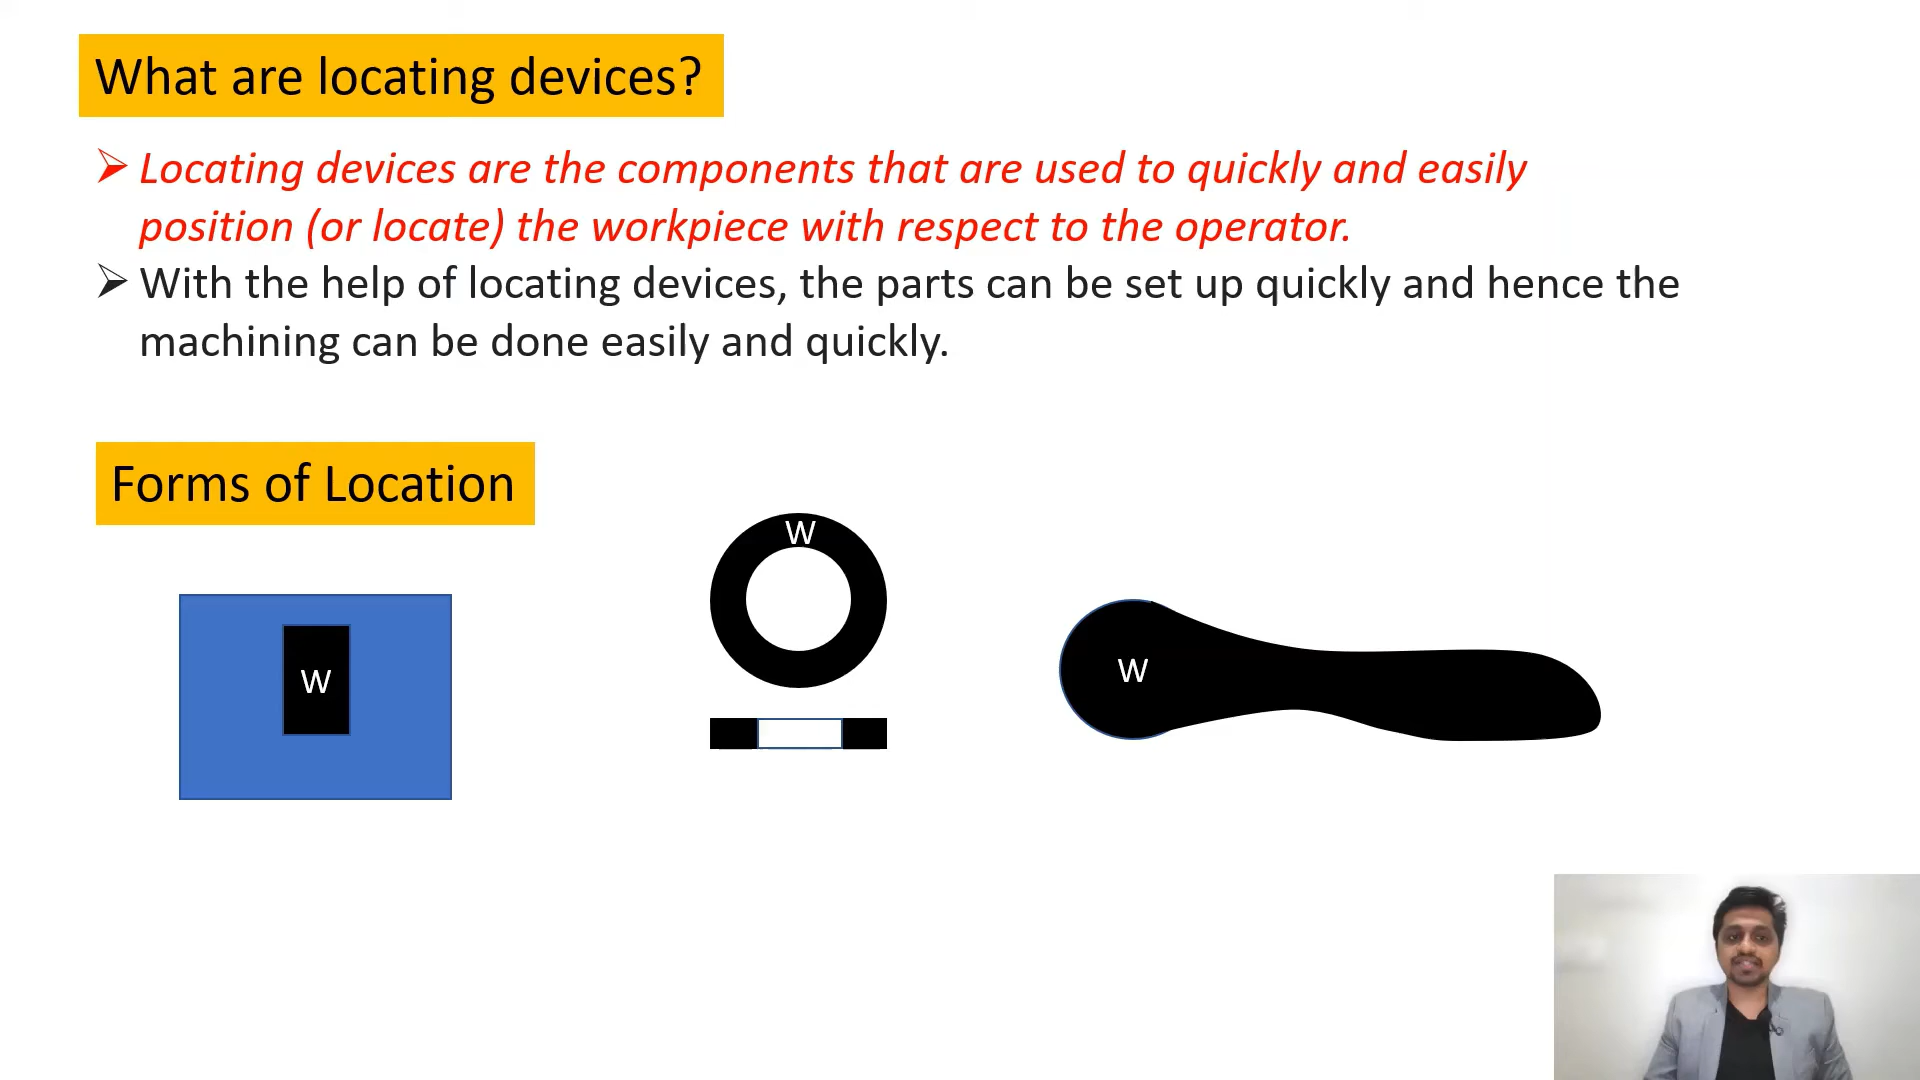 What are locating devices?
Locating devices are the components that are used to quickly and easily
position (or locate) the workpiece with respect to the operator.
With the help of locating devices, the parts can be set up quickly and hence the
machining can be done easily and quickly.
Forms of Location
W
W
W